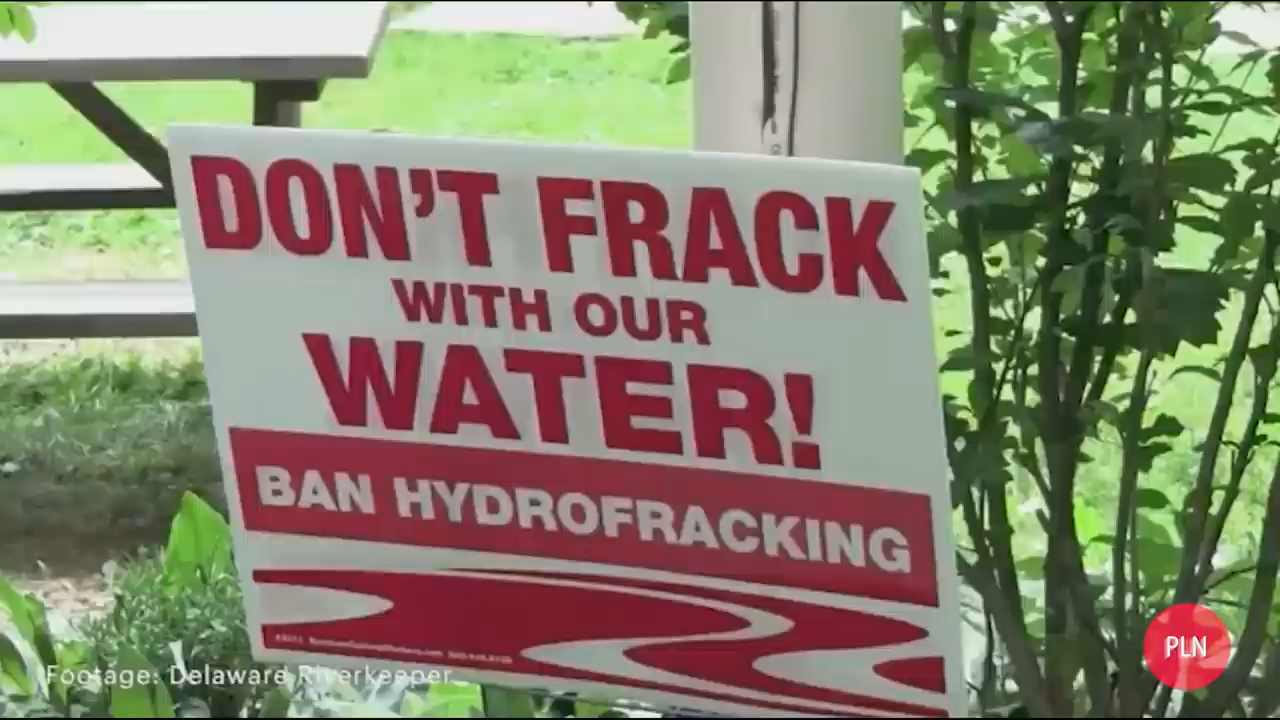 DON'T FRACK
WITH OUR
WATER!
BAN HYDROFRACKING
Footage: Delaware Riverkeeper
PLN